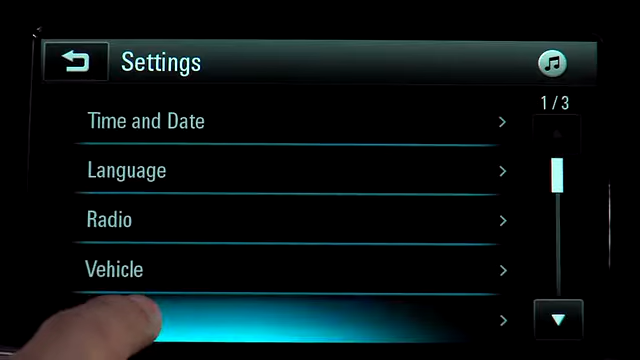 Settings
1 / 3
Time and Date
Language
Radio
Vehicle